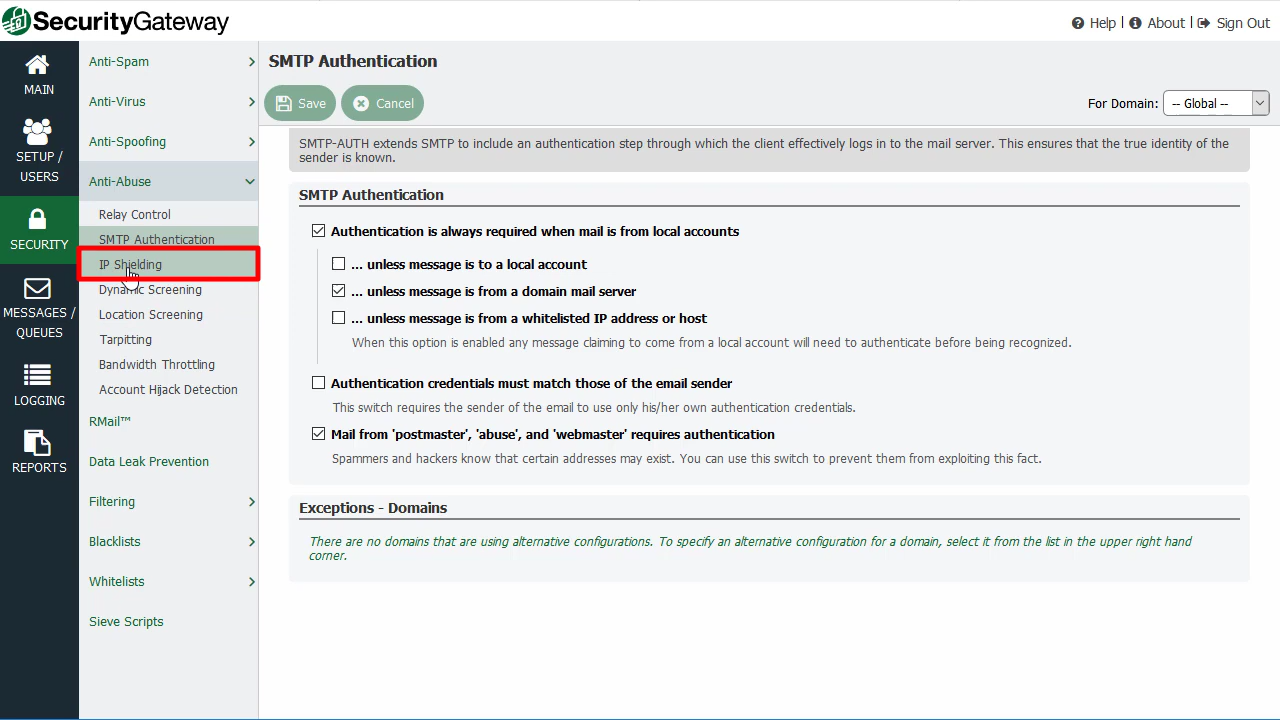 SecurityGateway
Help | About | Sign Out
MAIN
SETUP /
USERS
SECURITY
MESSAGES /
QUEUES
LOGGING
REPORTS
Anti-Spam
Anti-Virus
Anti-Spoofing
Anti-Abuse
Relay Control
SMTP Authentication
IP Shielding
Dynamic Screening
Location Screening
Tarpitting
Bandwidth Throttling
Account Hijack Detection
RMail™
Data Leak Prevention
Filtering
Blacklists
Whitelists
Sieve Scripts
SMTP Authentication
Save
Cancel
For Domain: -- Global --
SMTP-AUTH extends SMTP to include an authentication step through which the client effectively logs in to the mail server. This ensures that the true identity of the
sender is known.
SMTP Authentication
Authentication is always required when mail is from local accounts
... unless message is to a local account
... unless message is from a domain mail server
... unless message is from a whitelisted IP address or host
When this option is enabled any message claiming to come from a local account will need to authenticate before being recognized.
Authentication credentials must match those of the email sender
This switch requires the sender of the email to use only his/her own authentication credentials.
Mail from 'postmaster', 'abuse', and 'webmaster' requires authentication
Spammers and hackers know that certain addresses may exist. You can use this switch to prevent them from exploiting this fact.
Exceptions - Domains
There are no domains that are using alternative configurations. To specify an alternative configuration for a domain, select it from the list in the upper right hand
corner.